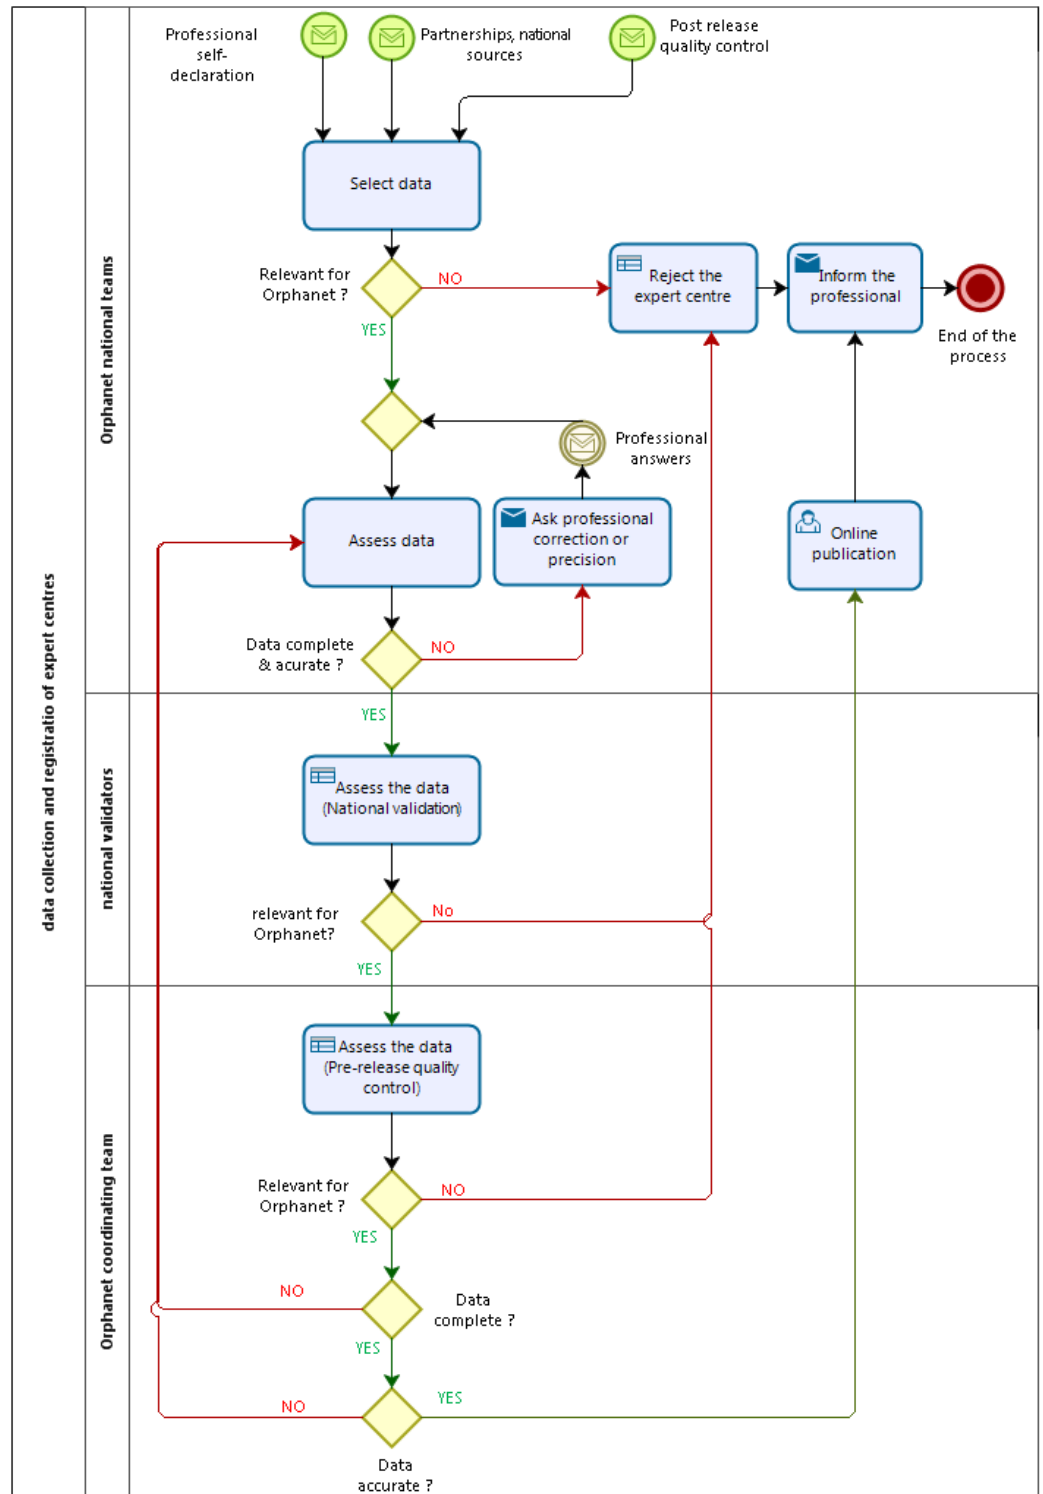 Professional
self-
declaration
Partnerships, national
sources
Post release
quality control
Select data
Relevant for
Orphanet ?
NO
YES
Reject the
expert centre
Inform the
professional
End of the
process
Professional
answers
Assess data
Ask professional
correction or
precision
Online
publication
Data complete
& acurate ?
NO
YES
Orphanet national teams
data collection and registratio of expert centres
national validators
Assess the data
(National validation)
relevant for
Orphanet?
No
YES
Orphanet coordinating team
Assess the data
(Pre-release quality
control)
Relevant for
Orphanet ?
NO
YES
NO
Data
complete ?
YES
NO
YES
Data
accurate ?